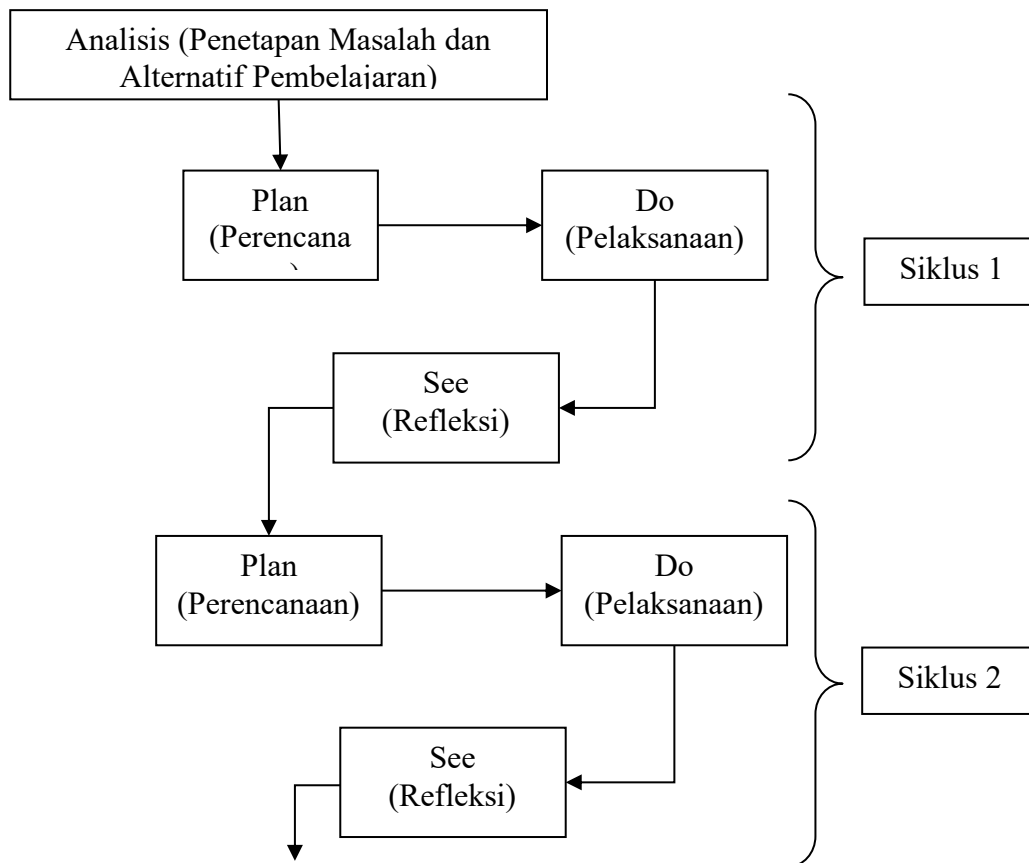 Analisis (Penetapan Masalah dan
Alternatif Pembelajaran)
Plan
(Perencana
Do
(Pelaksanaan)
Siklus 1
See
(Refleksi)
Plan
(Perencanaan)
Do
(Pelaksanaan)
Siklus 2
See
(Refleksi)